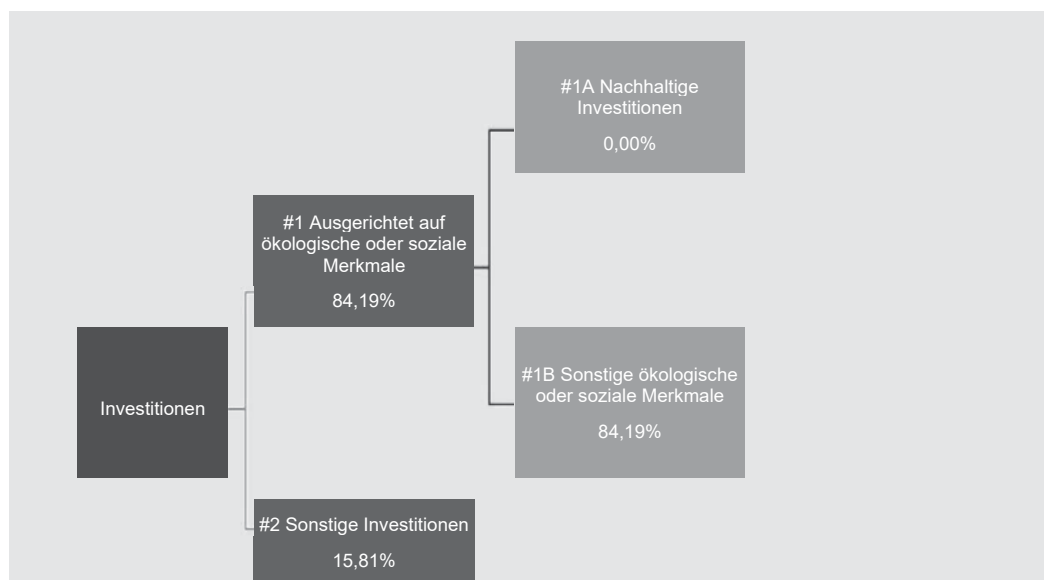 #1A Nachhaltige
Investitionen
0,00%
#1 Ausgerichtet auf
ökologische oder soziale
Merkmale
84,19%
#1B Sonstige ökologische
oder soziale Merkmale
84,19%
Investitionen
#2 Sonstige Investitionen
15,81%